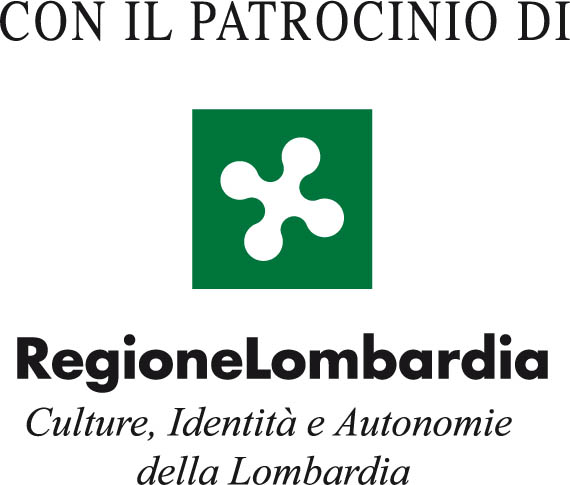 CON IL PATROCINIO DI
RegioneLombardia
Culture, Identità e Autonomie
della Lombardia